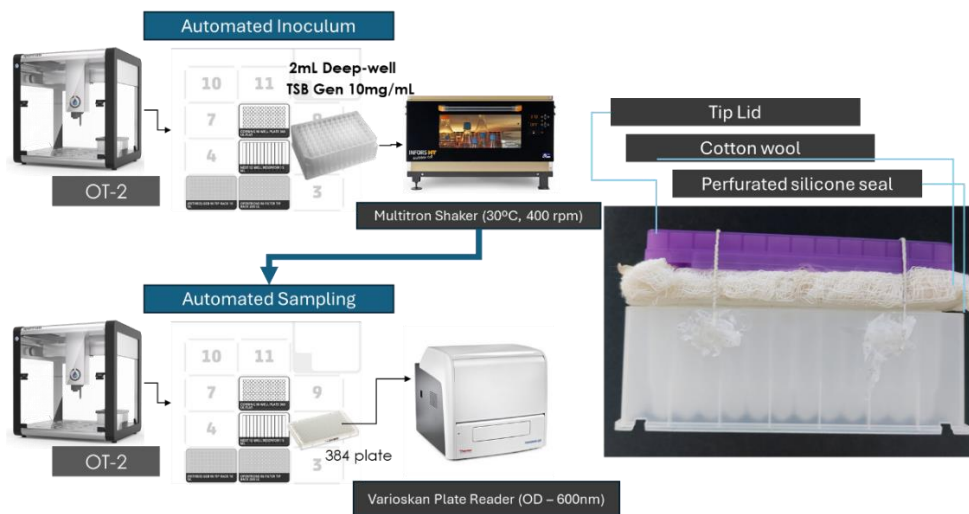 Automated Inoculum
10
11
7
4
3
2mL Deep-well
TSB Gen 10mg/mL
OT-2
INFORS HT
Multitron Shaker (30ºC, 400 rpm)
Automated Sampling
10
11
7
9
4
3
384 plate
OT-2
Varioskan Plate Reader (OD – 600nm)
Tip Lid
Cotton wool
Perfurated silicone seal